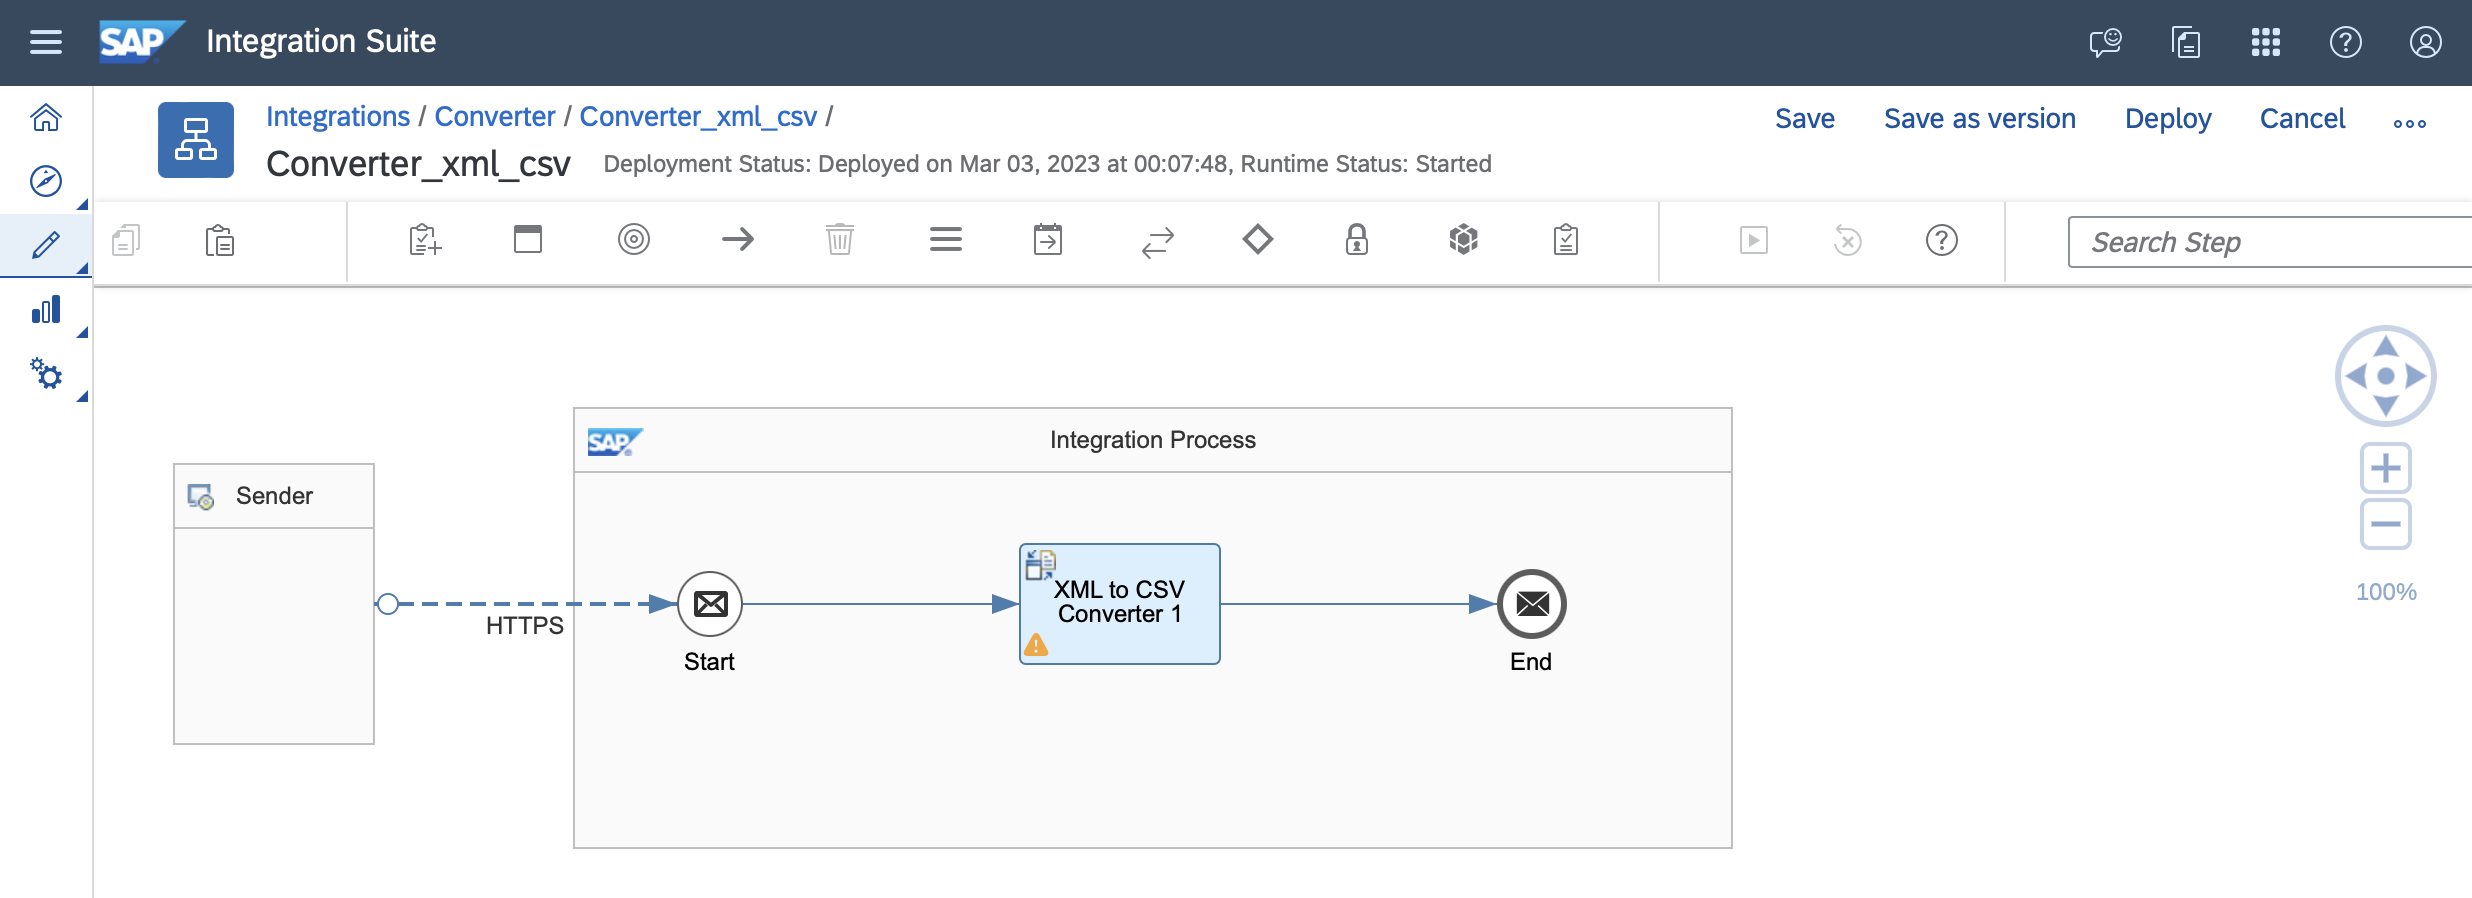 SAP Integration Suite
Integrations / Converter / Converter_xml_csv /
Save Save as version Deploy Cancel
Converter_xml_csv Deployment Status: Deployed on Mar 03, 2023 at 00:07:48, Runtime Status: Started
Search Step
SAP Integration Process
Sender
XML to CSV
Converter 1
HTTPS
Start
End
100%